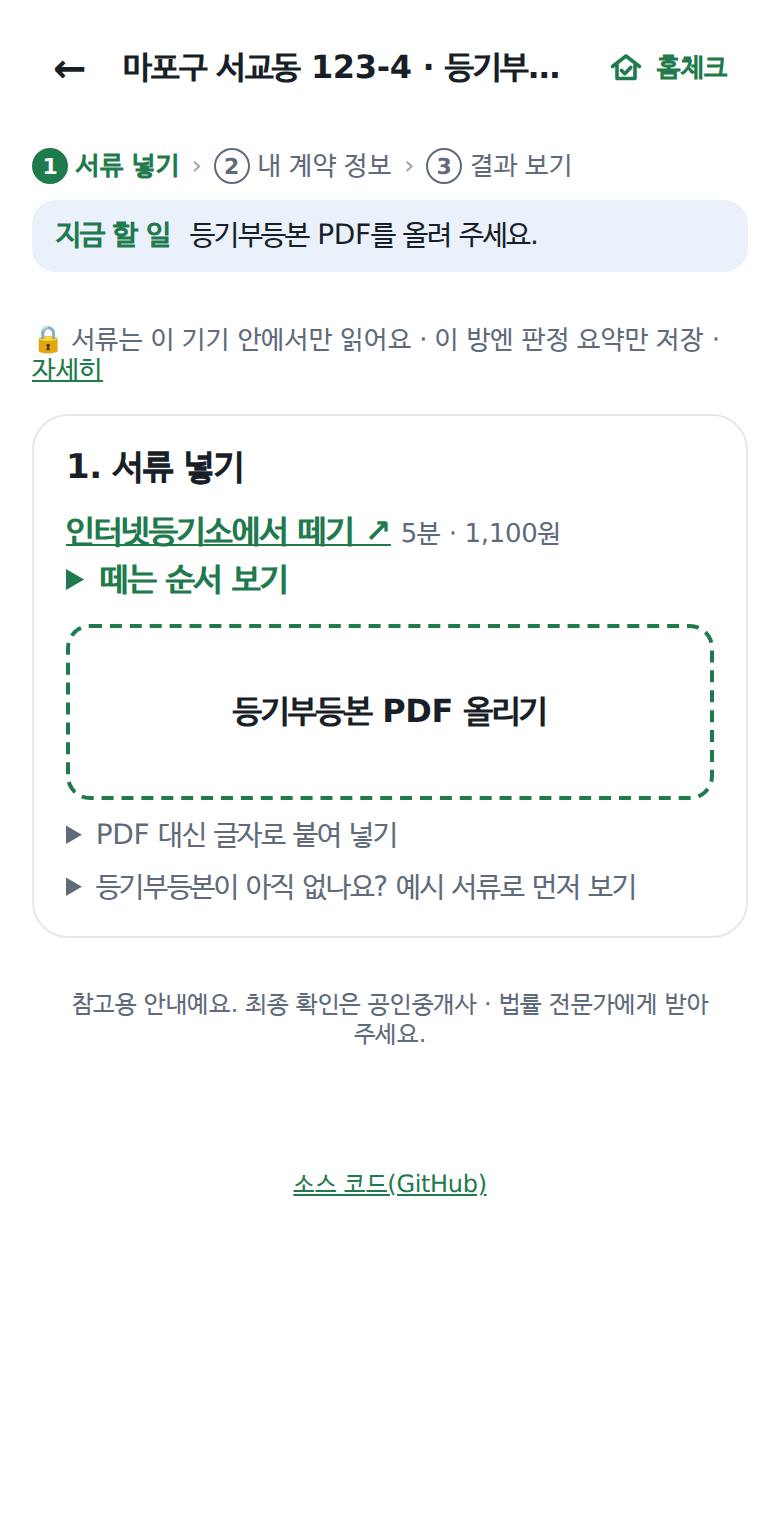 ← 마포구 서교동 123-4 · 등기부... 홈체크
1 서류 넣기 › 2 내 계약 정보 › 3 결과 보기
지금 할 일 등기부등본 PDF를 올려 주세요.
🔒 서류는 이 기기 안에서만 읽어요 · 이 방엔 판정 요약만 저장 ·
자세히
1. 서류 넣기
인터넷등기소에서 떼기 ↗ 5분 · 1,100원
▶ 떼는 순서 보기
등기부등본 PDF 올리기
▶ PDF 대신 글자로 붙여 넣기
▶ 등기부등본이 아직 없나요? 예시 서류로 먼저 보기
참고용 안내예요. 최종 확인은 공인중개사 · 법률 전문가에게 받아
주세요.
소스 코드(GitHub)